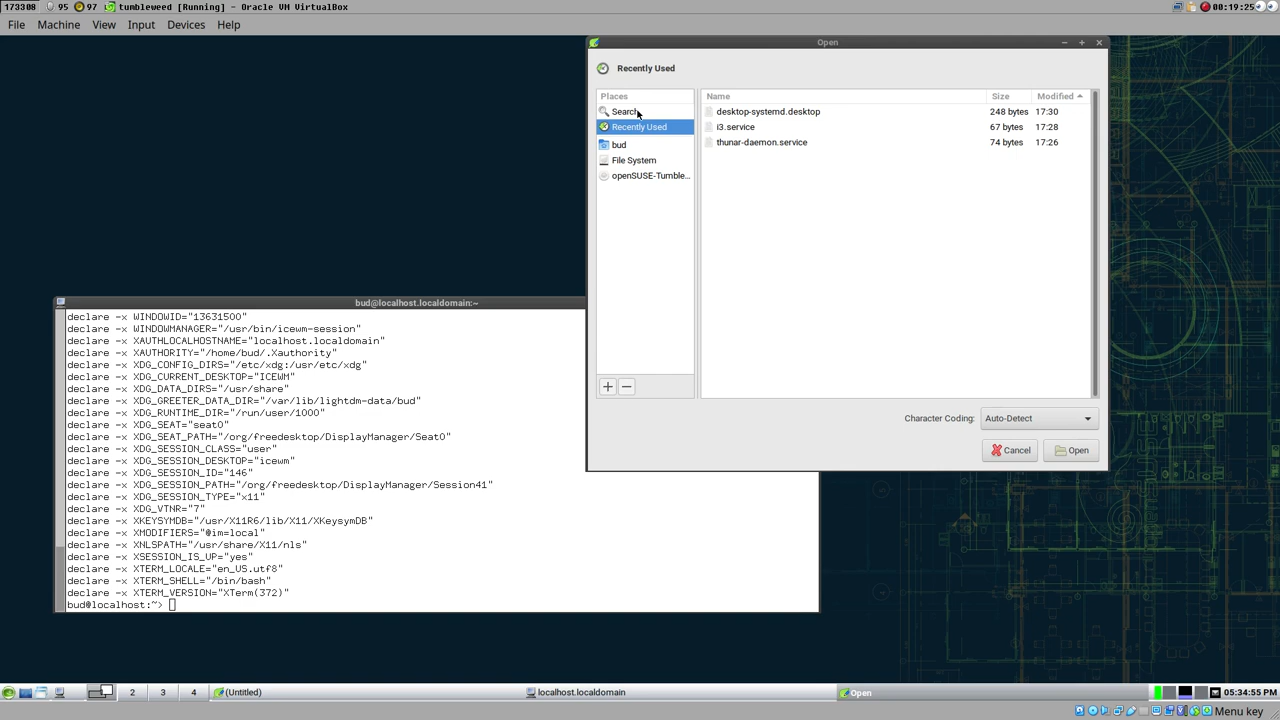 173308 95 97 tumbleweed [Running] - Oracle VM VirtualBox 00:19:25
File Machine View Input Devices Help
Open
Recently Used
Places
Search
Recently Used
bud
File System
openSUSE-Tumble...
Name Size Modified
desktop-systemd.desktop 248 bytes 17:30
i3.service 67 bytes 17:28
thunar-daemon.service 74 bytes 17:26
Character Coding: Auto-Detect
Cancel Open
bud@localhost.localdomain:~
declare -x WINDOWID="13631500"
declare -x WINDOWMANAGER="/usr/bin/icewm-session"
declare -x XAUTHLOCALHOSTNAME="localhost.localdomain"
declare -x XAUTHORITY="/home/bud/.Xauthority"
declare -x XDG_CONFIG_DIRS="/etc/xdg:/usr/etc/xdg"
declare -x XDG_CURRENT_DESKTOP="ICEWM"
declare -x XDG_DATA_DIRS="/usr/share"
declare -x XDG_GREETER_DATA_DIR="/var/lib/lightdm-data/bud"
declare -x XDG_RUNTIME_DIR="/run/user/1000"
declare -x XDG_SEAT="seat0"
declare -x XDG_SEAT_PATH="/org/freedesktop/DisplayManager/Seat0"
declare -x XDG_SESSION_CLASS="user"
declare -x XDG_SESSION_DESKTOP="icewm"
declare -x XDG_SESSION_ID="146"
declare -x XDG_SESSION_PATH="/org/freedesktop/DisplayManager/Session41"
declare -x XDG_SESSION_TYPE="x11"
declare -x XDG_VTNR="7"
declare -x XKEYSYMDB="/usr/X11R6/lib/X11/XKeysymDB"
declare -x XMODIFIERS="@im=local"
declare -x XNLSPATH="/usr/share/X11/nls"
declare -x XSESSION_IS_UP="yes"
declare -x XTERM_LOCALE="en_US.utf8"
declare -x XTERM_SHELL="/bin/bash"
declare -x XTERM_VERSION="XTerm(372)"
bud@localhost:~>
2 3 4 (Untitled) localhost.localdomain Open 05:34:55 PM
Menu key